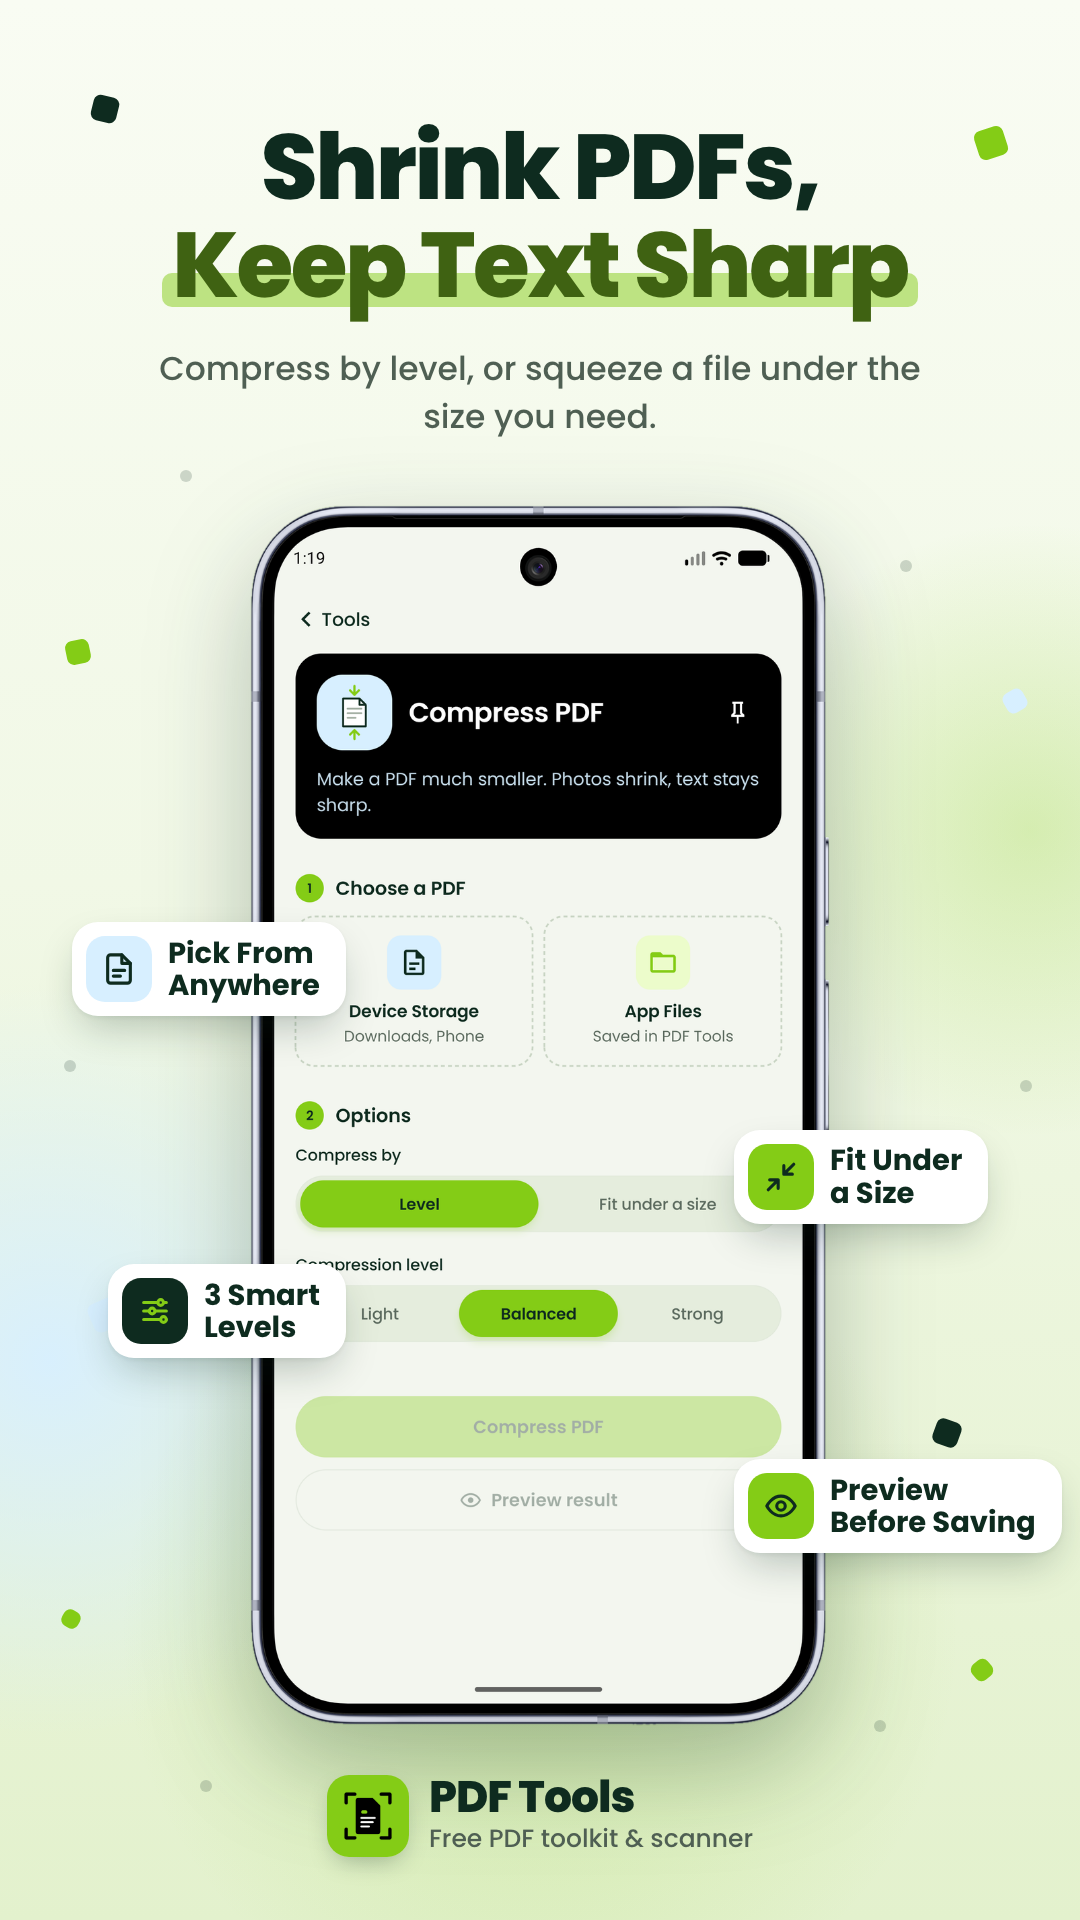 Shrink PDFs,
Keep Text Sharp
Compress by level, or squeeze a file under the
size you need.
1:19
Tools
Compress PDF
Make a PDF much smaller. Photos shrink, text stays
sharp.
1 Choose a PDF
Pick From
Anywhere
Device Storage
Downloads, Phone
App Files
Saved in PDF Tools
2 Options
Compress by
Level
Fit under a size
Fit Under
a Size
Compression level
3 Smart
Levels
Light
Balanced
Strong
Compress PDF
Preview result
Preview
Before Saving
PDF Tools
Free PDF toolkit & scanner